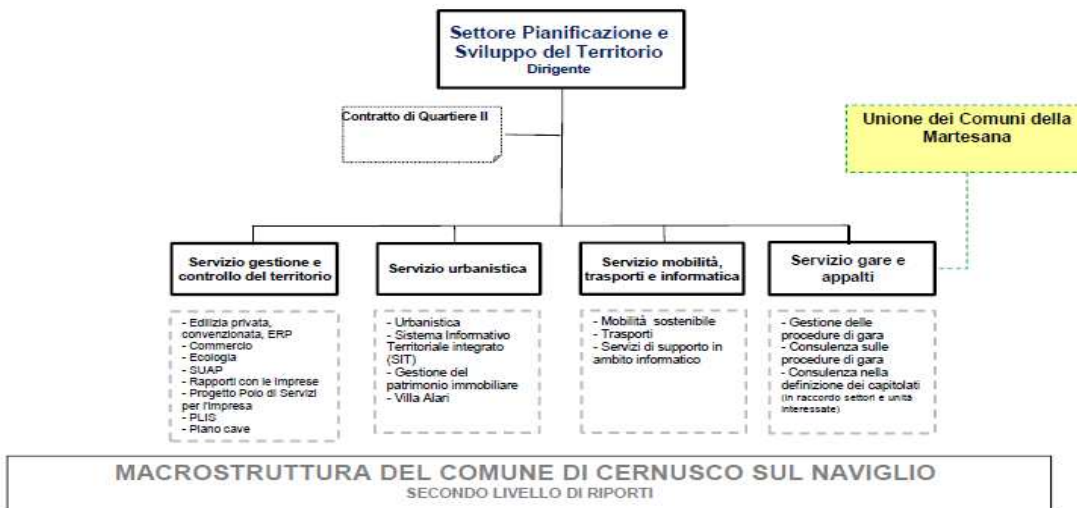 Settore Pianificazione e
Sviluppo del Territorio
Dirigente
Contratto di Quartiere II
Unione dei Comuni della
Martesana
Servizio gestione e
controllo del territorio
- Edilizia privata,
convenzionata, ERP
- Commercio
- Ecologia
- SUAP
- Rapporti con le Imprese
- Progetto Polo di Servizi
per l'Impresa
- PLIS
- Piano cave
Servizio urbanistica
- Urbanistica
- Sistema Informativo
Territoriale integrato
(SIT)
- Gestione del
patrimonio immobiliare
- Villa Alari
Servizio mobilità,
trasporti e informatica
- Mobilità sostenibile
- Trasporti
- Servizi di supporto in
ambito informatico
Servizio gare e
appalti
- Gestione delle
procedure di gara
- Consulenza sulle
procedure di gara
- Consulenza nella
definizione dei capitolati
(in raccordo settori e unità
interessate)
MACROSTRUTTURA DEL COMUNE DI CERNUSCO SUL NAVIGLIO
SECONDO LIVELLO DI RIPORTI